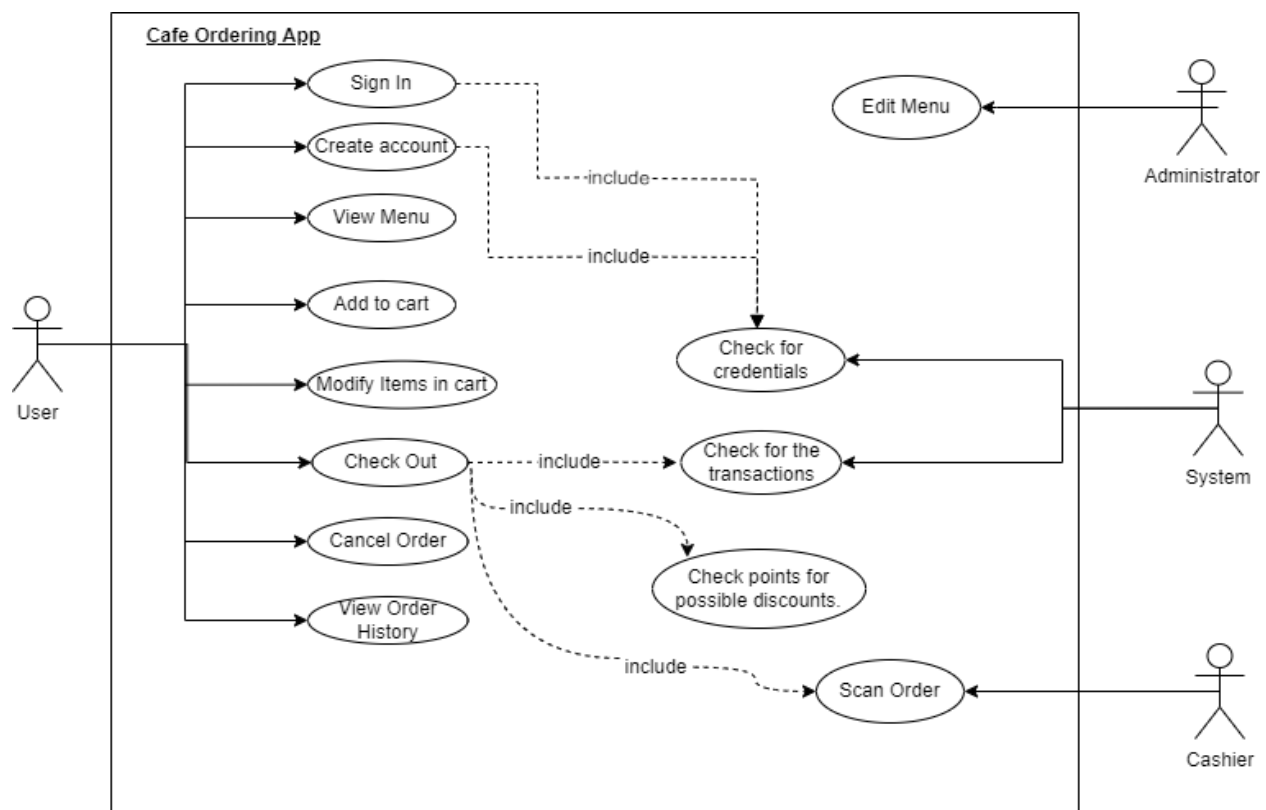 Cafe Ordering App
Sign In
Edit Menu
Create account
Administrator
include
View Menu
include
Add to cart
Check for
credentials
Modify Items in cart
User
Check Out
include
Check for the
transactions
System
include
Cancel Order
Check points for
possible discounts.
View Order
History
include
Scan Order
Cashier